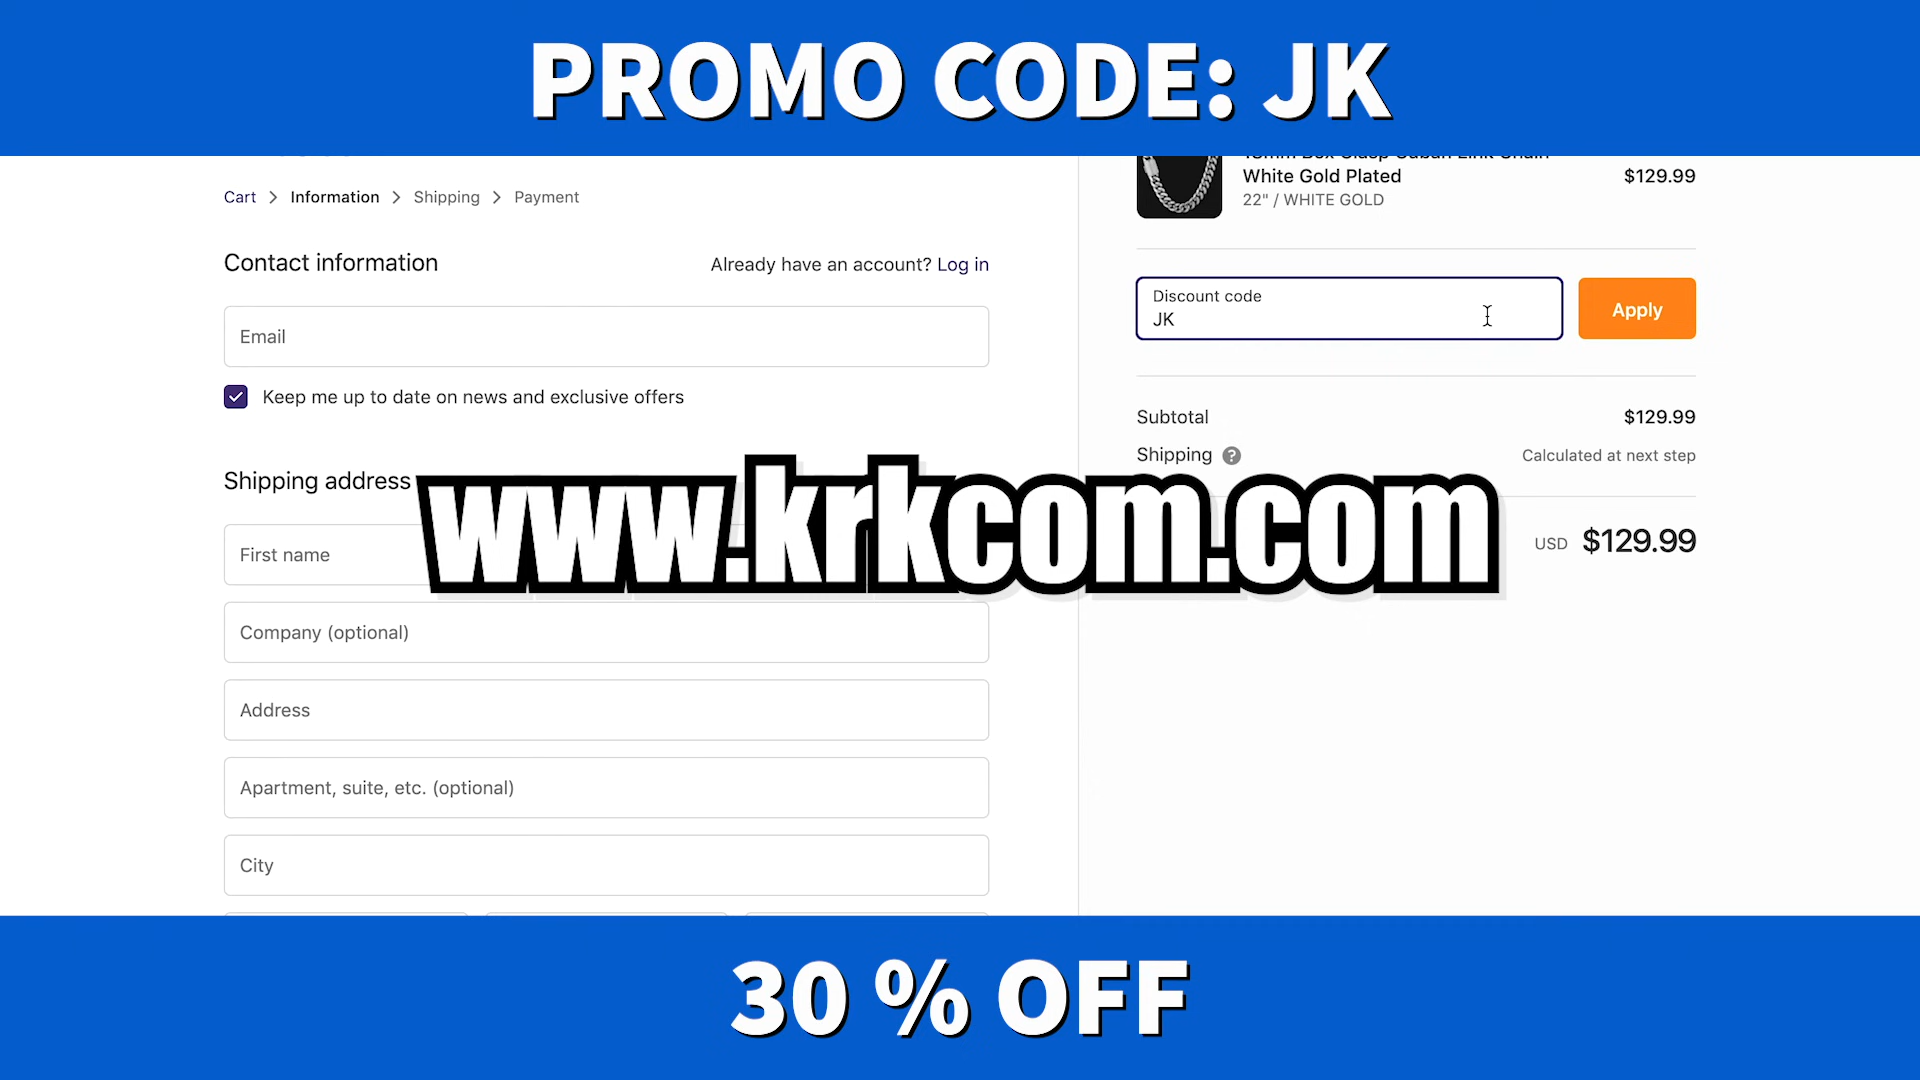 PROMO CODE: JK
Cart > Information > Shipping > Payment
Contact information
Already have an account? Log in
Email
Keep me up to date on news and exclusive offers
Shipping address
First name
Company (optional)
Address
Apartment, suite, etc. (optional)
City
White Gold Plated
$129.99
22" / WHITE GOLD
Discount code
JK
Apply
Subtotal
$129.99
Shipping ?
Calculated at next step
USD $129.99
www.krkcom.com
30 % OFF